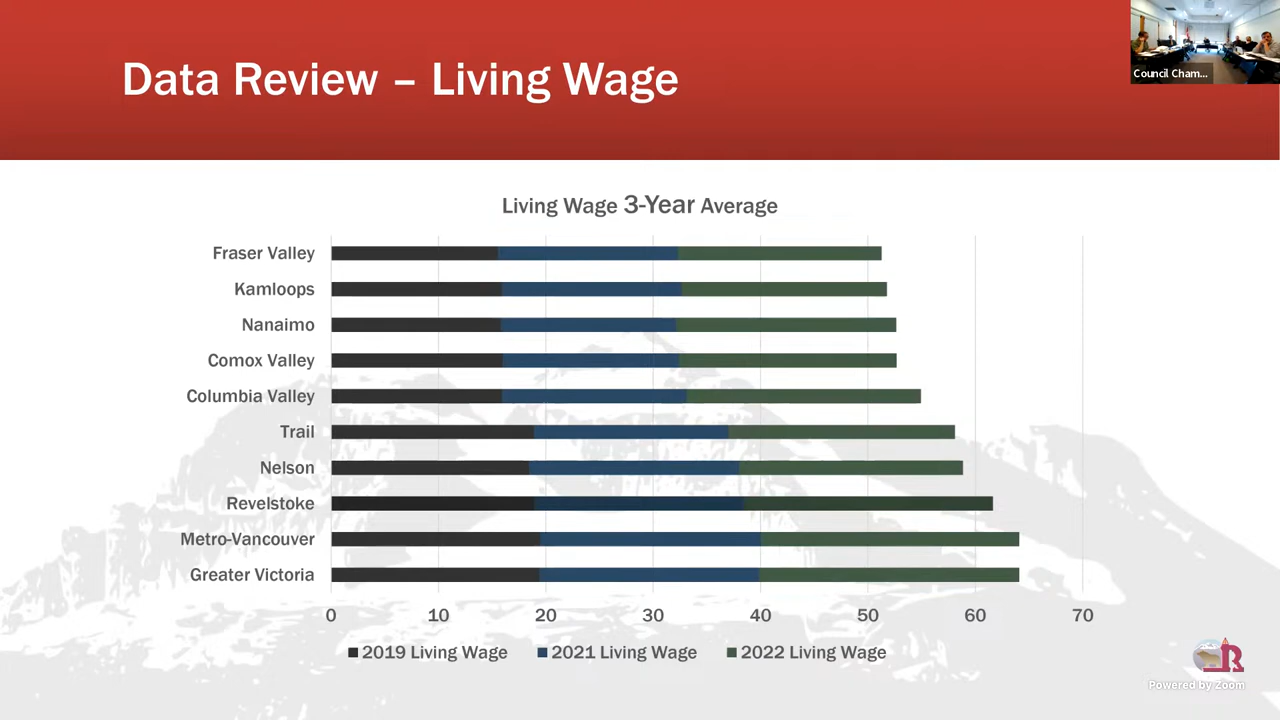 Data Review – Living Wage
Council Cham...
Living Wage 3-Year Average
Fraser Valley
Kamloops
Nanaimo
Comox Valley
Columbia Valley
Trail
Nelson
Revelstoke
Metro-Vancouver
Greater Victoria
0 10 20 30 40 50 60 70
2019 Living Wage 2021 Living Wage 2022 Living Wage
R
Powered by Zoom